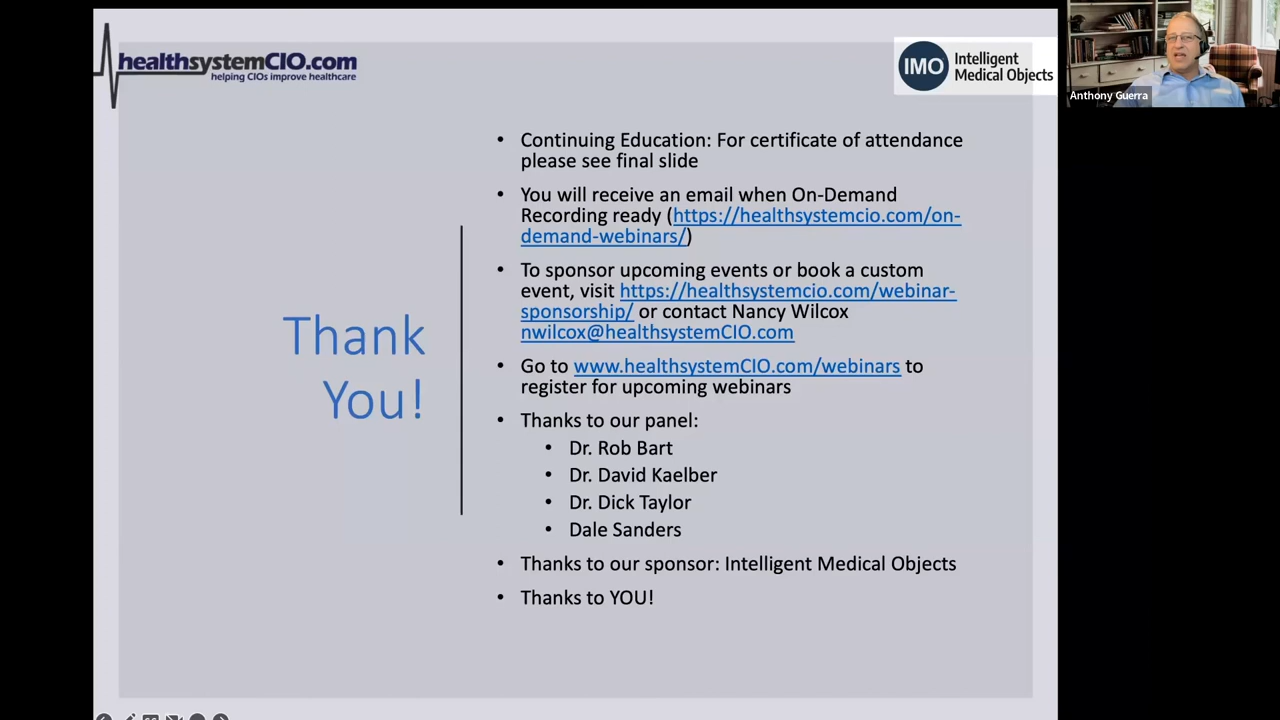 healthsystemCIO.com
helping CIOs improve healthcare
IMO
Intelligent
Medical Objects
Anthony Guerra
Thank
You!
• Continuing Education: For certificate of attendance
please see final slide
• You will receive an email when On-Demand
Recording ready (https://healthsystemcio.com/on-
demand-webinars/)
• To sponsor upcoming events or book a custom
event, visit https://healthsystemcio.com/webinar-
sponsorship/ or contact Nancy Wilcox
nwilcox@healthsystemCIO.com
• Go to www.healthsystemCIO.com/webinars to
register for upcoming webinars
• Thanks to our panel:
• Dr. Rob Bart
• Dr. David Kaelber
• Dr. Dick Taylor
• Dale Sanders
• Thanks to our sponsor: Intelligent Medical Objects
• Thanks to YOU!